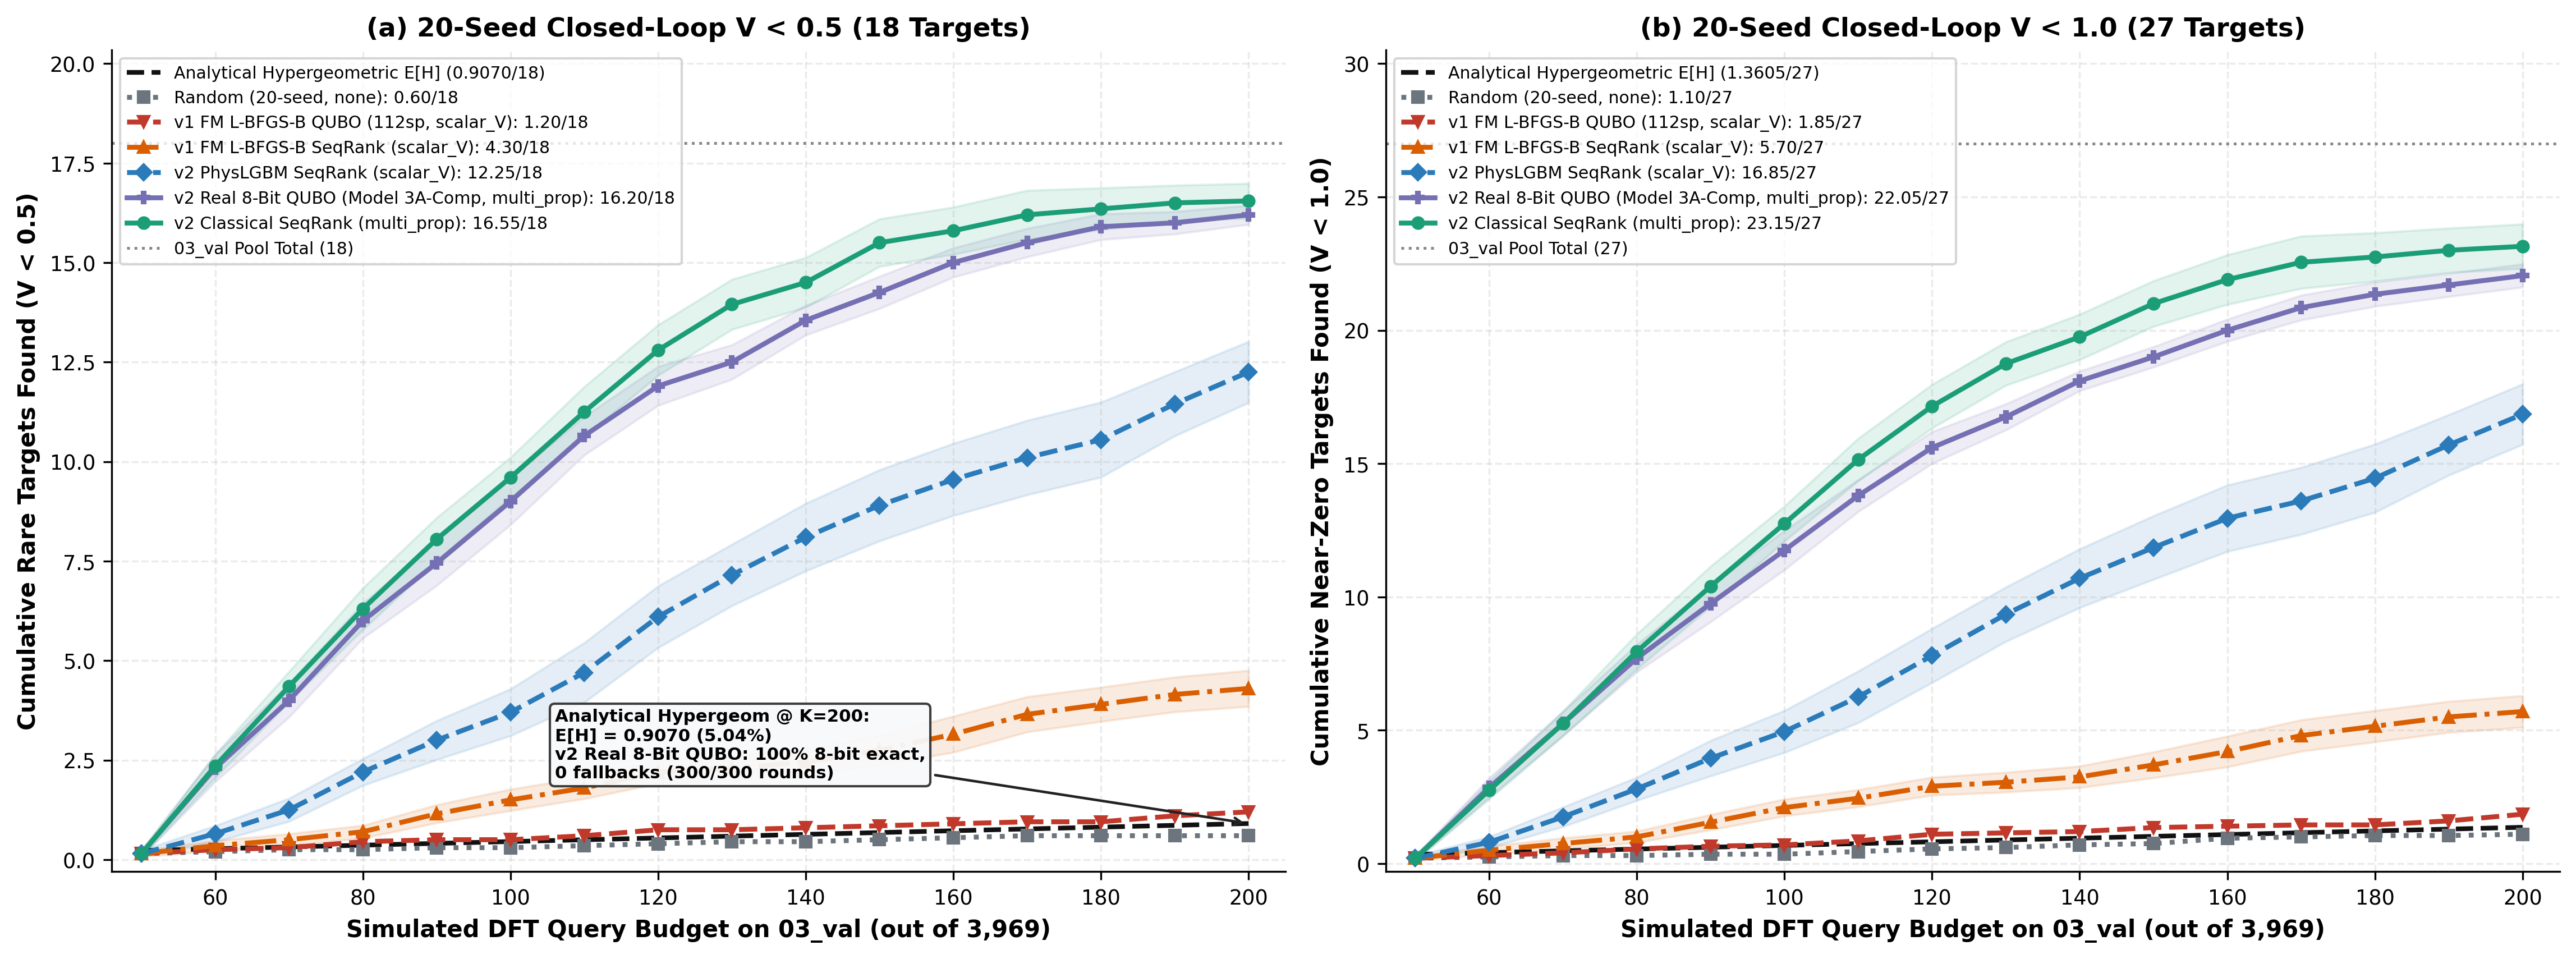 (a) 20-Seed Closed-Loop V < 0.5 (18 Targets)
Cumulative Rare Targets Found (V < 0.5)
20.0
17.5
15.0
12.5
10.0
7.5
5.0
2.5
0.0
Analytical Hypergeometric E[H] (0.9070/18)
Random (20-seed, none): 0.60/18
v1 FM L-BFGS-B QUBO (112sp, scalar_V): 1.20/18
v1 FM L-BFGS-B SeqRank (scalar_V): 4.30/18
v2 PhysLGBM SeqRank (scalar_V): 12.25/18
v2 Real 8-Bit QUBO (Model 3A-Comp, multi_prop): 16.20/18
v2 Classical SeqRank (multi_prop): 16.55/18
03_val Pool Total (18)
Analytical Hypergeom @ K=200:
E[H] = 0.9070 (5.04%)
v2 Real 8-Bit QUBO: 100% 8-bit exact,
0 fallbacks (300/300 rounds)
60 80 100 120 140 160 180 200
Simulated DFT Query Budget on 03_val (out of 3,969)
(b) 20-Seed Closed-Loop V < 1.0 (27 Targets)
Cumulative Near-Zero Targets Found (V < 1.0)
30
25
20
15
10
5
0
Analytical Hypergeometric E[H] (1.3605/27)
Random (20-seed, none): 1.10/27
v1 FM L-BFGS-B QUBO (112sp, scalar_V): 1.85/27
v1 FM L-BFGS-B SeqRank (scalar_V): 5.70/27
v2 PhysLGBM SeqRank (scalar_V): 16.85/27
v2 Real 8-Bit QUBO (Model 3A-Comp, multi_prop): 22.05/27
v2 Classical SeqRank (multi_prop): 23.15/27
03_val Pool Total (27)
60 80 100 120 140 160 180 200
Simulated DFT Query Budget on 03_val (out of 3,969)